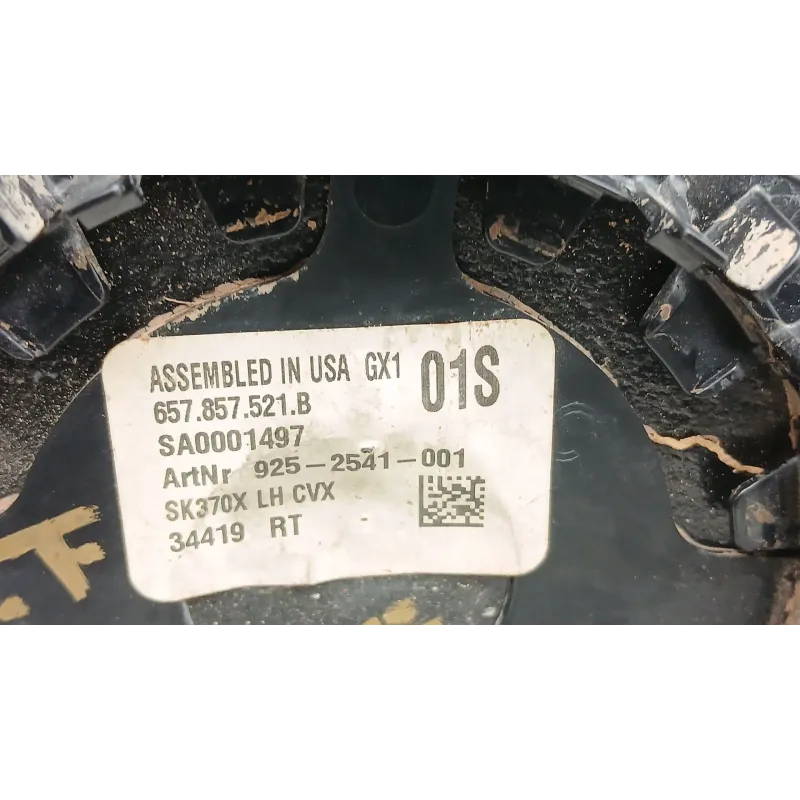 ASSEMBLED IN USA GX1 01S
657.857.521.B
SA0001497
ArtNr 925-2541-001
SK370X LH CVX
34419 RT